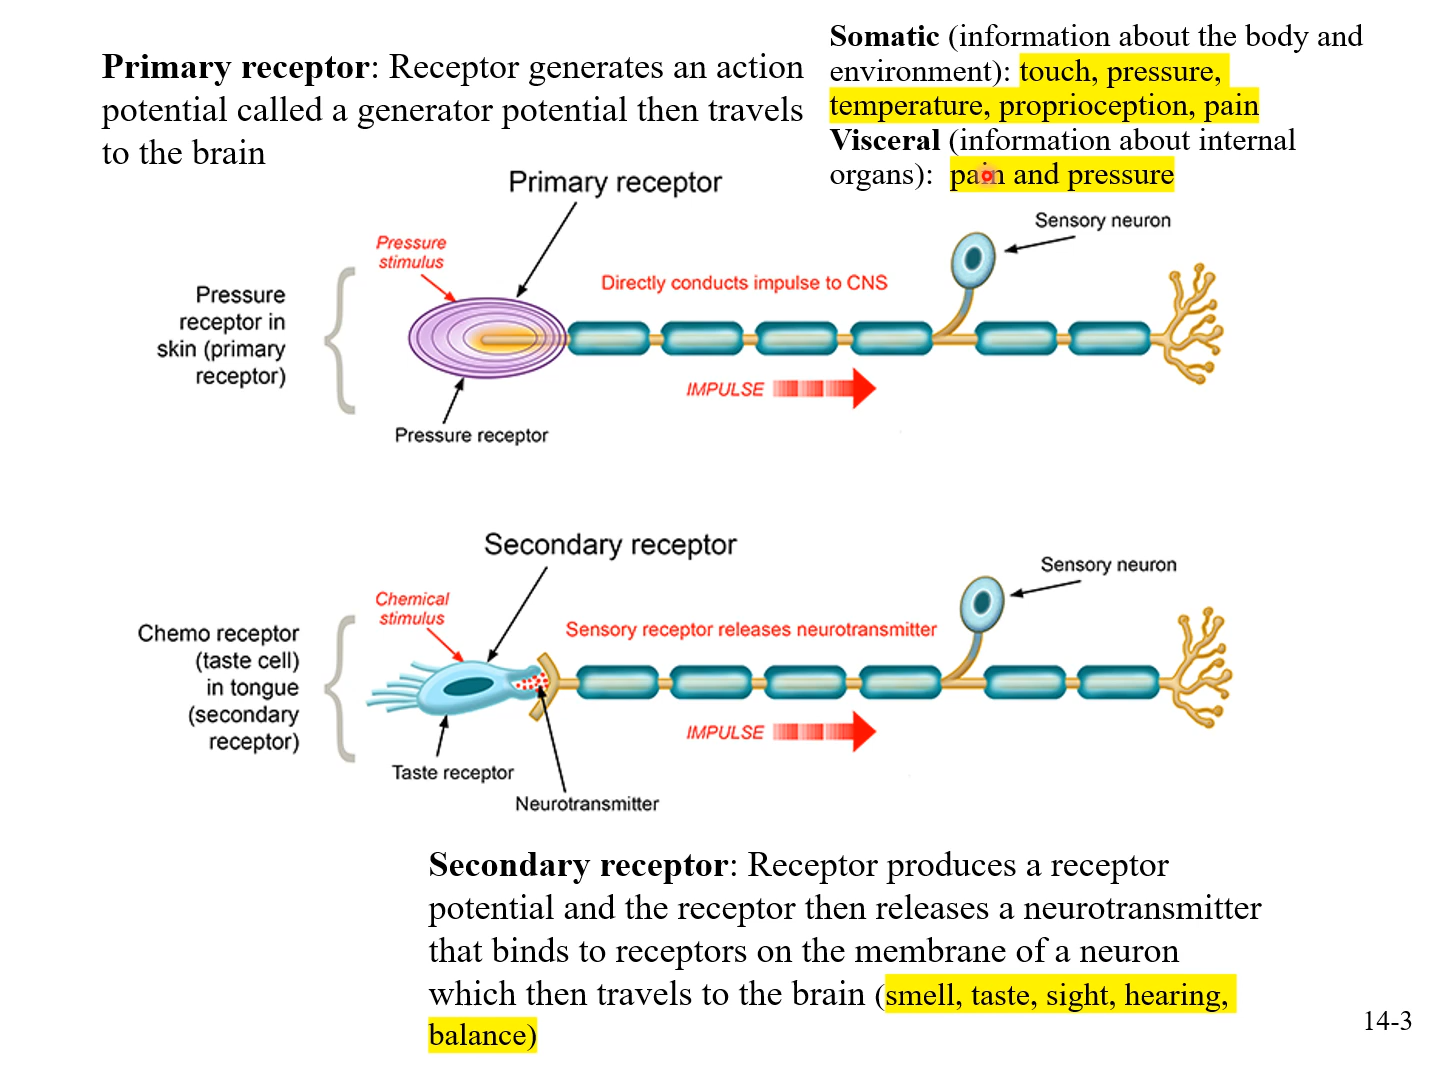 Primary receptor: Receptor generates an action
potential called a generator potential then travels
to the brain
Somatic (information about the body and
environment): touch, pressure,
temperature, proprioception, pain
Visceral (information about internal
organs): pain and pressure
Primary receptor
Sensory neuron
Pressure
stimulus
Directly conducts impulse to CNS
Pressure
receptor in
skin (primary
receptor)
IMPULSE
Pressure receptor
Secondary receptor
Sensory neuron
Chemical
stimulus
Sensory receptor releases neurotransmitter
Chemo receptor
(taste cell)
in tongue
(secondary
receptor)
IMPULSE
Taste receptor
Neurotransmitter
Secondary receptor: Receptor produces a receptor
potential and the receptor then releases a neurotransmitter
that binds to receptors on the membrane of a neuron
which then travels to the brain (smell, taste, sight, hearing,
balance)
14-3